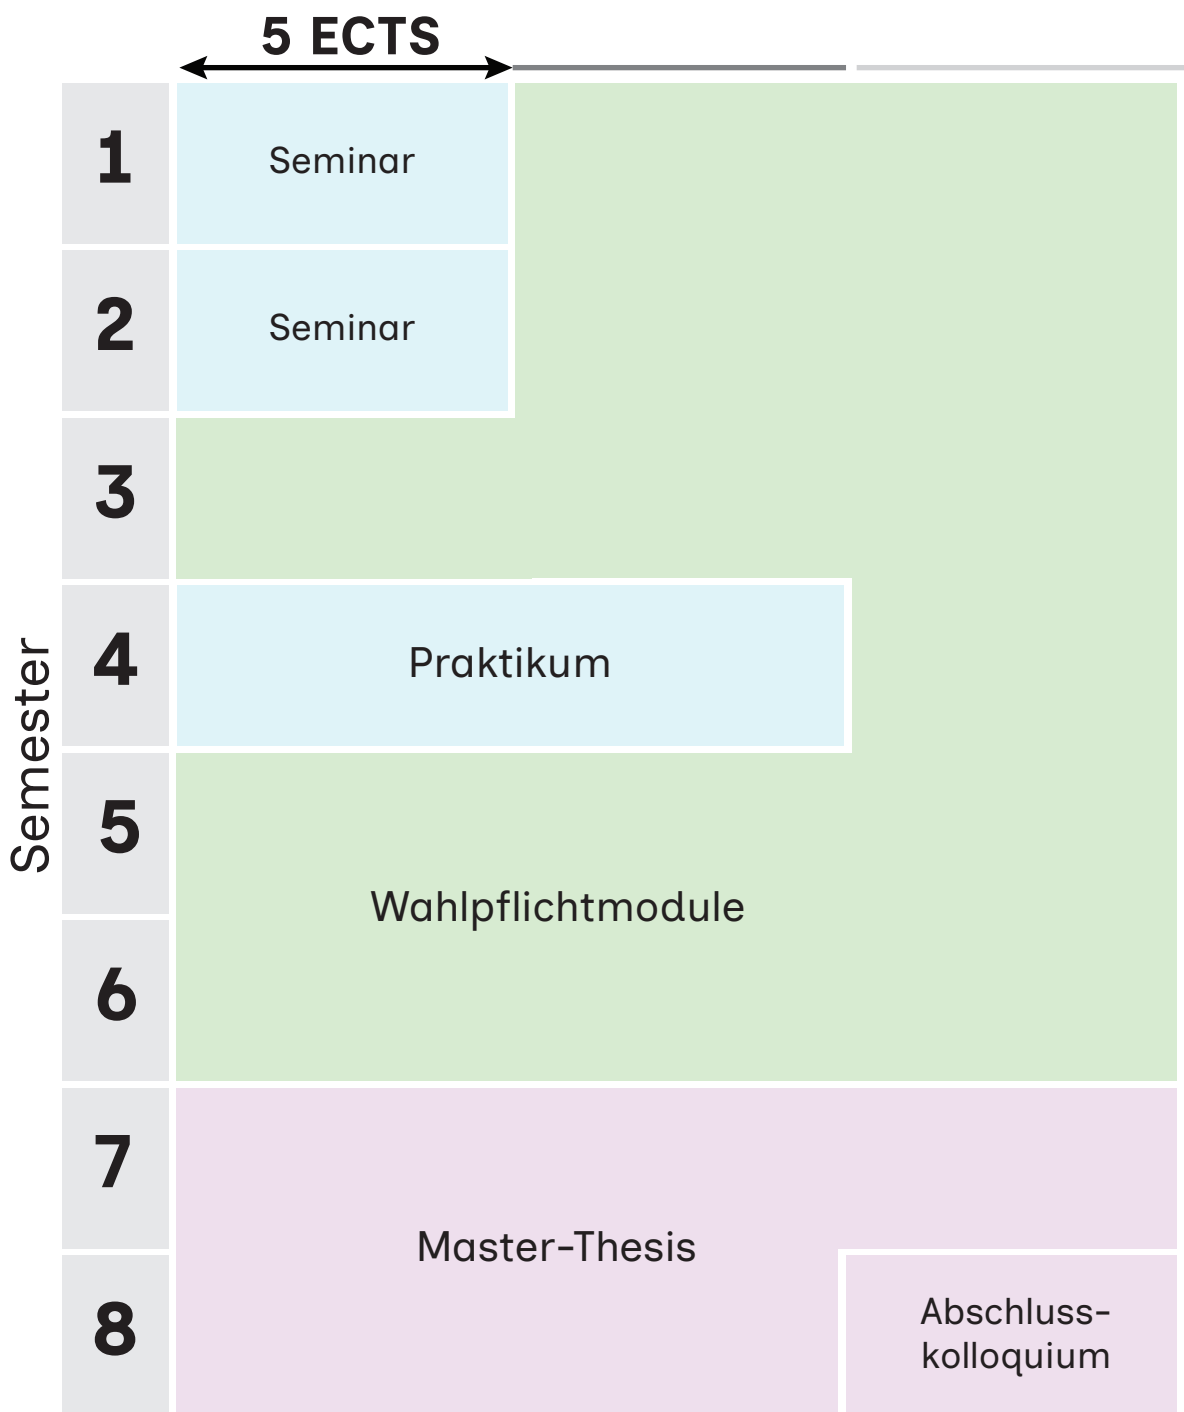 5 ECTS
1
Seminar
2
Seminar
3
4
Praktikum
Semester
5
Wahlpflichtmodule
6
7
Master-Thesis
8
Abschluss-
kolloquium